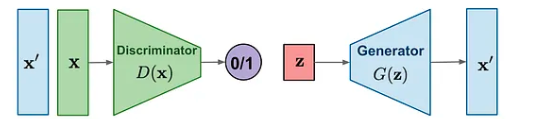 x′
x
Discriminator
D(x)
0/1
z
Generator
G(z)
x′